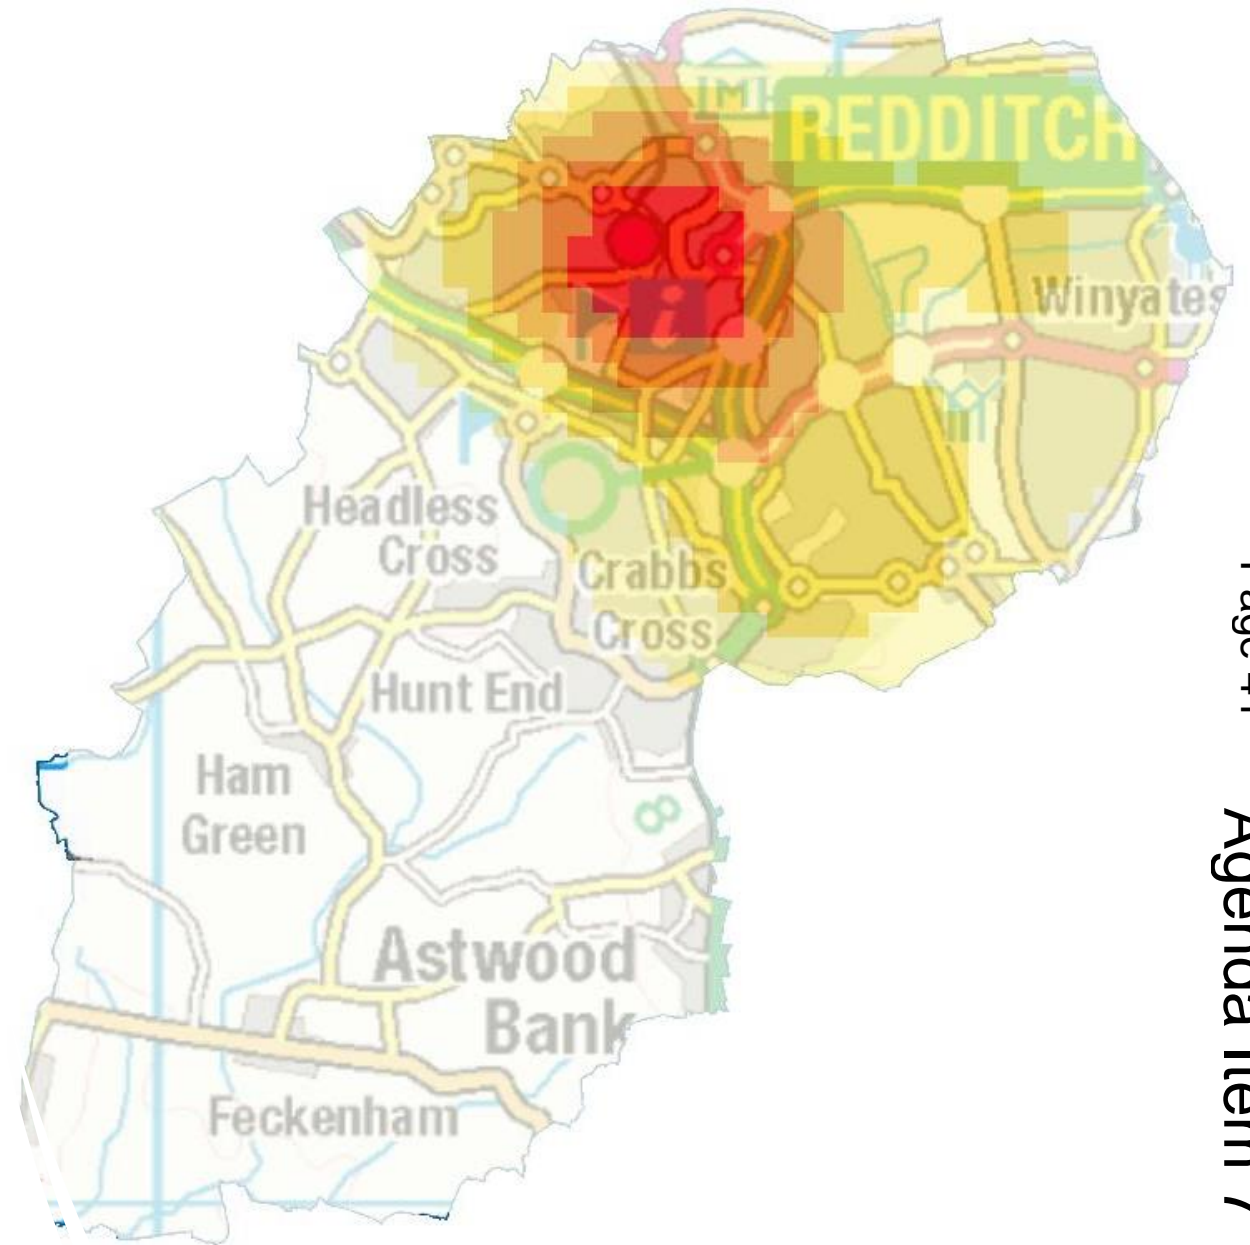 REDDITCH
Winyates
Headless
Cross
Crabbs
Cross
Hunt End
Ham
Green
Astwood
Bank
Feckenham
Agenda Item 7